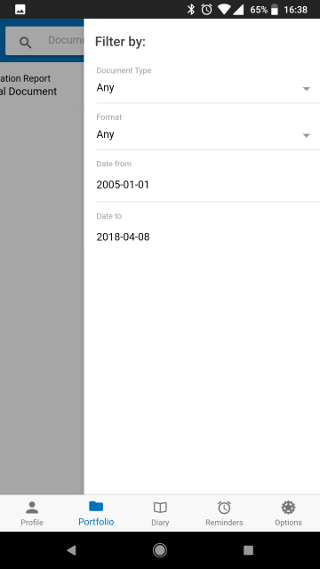 65% 16:38
Docume
Filter by:
ation Report
al Document
Document Type
Any
Format
Any
Date from
2005-01-01
Date to
2018-04-08
Profile
Portfolio
Diary
Reminders
Options